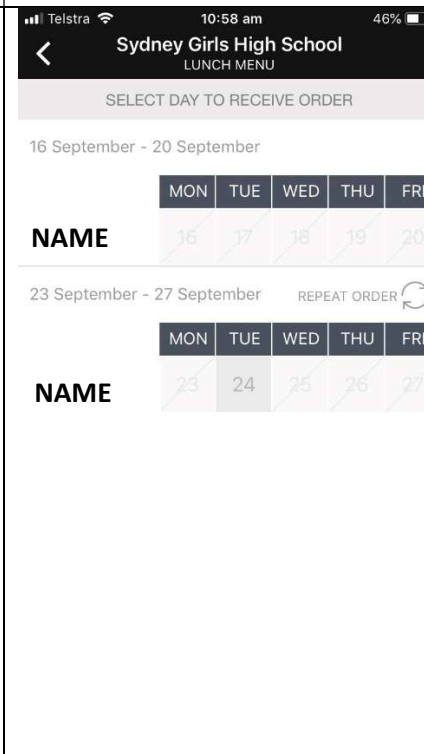 Telstra 10:58 am 46%
Sydney Girls High School
LUNCH MENU
SELECT DAY TO RECEIVE ORDER
16 September - 20 September
MON TUE WED THU FRI
NAME 16 17 18 19 20
23 September - 27 September REPEAT ORDER
MON TUE WED THU FRI
NAME 23 24 25 26 27